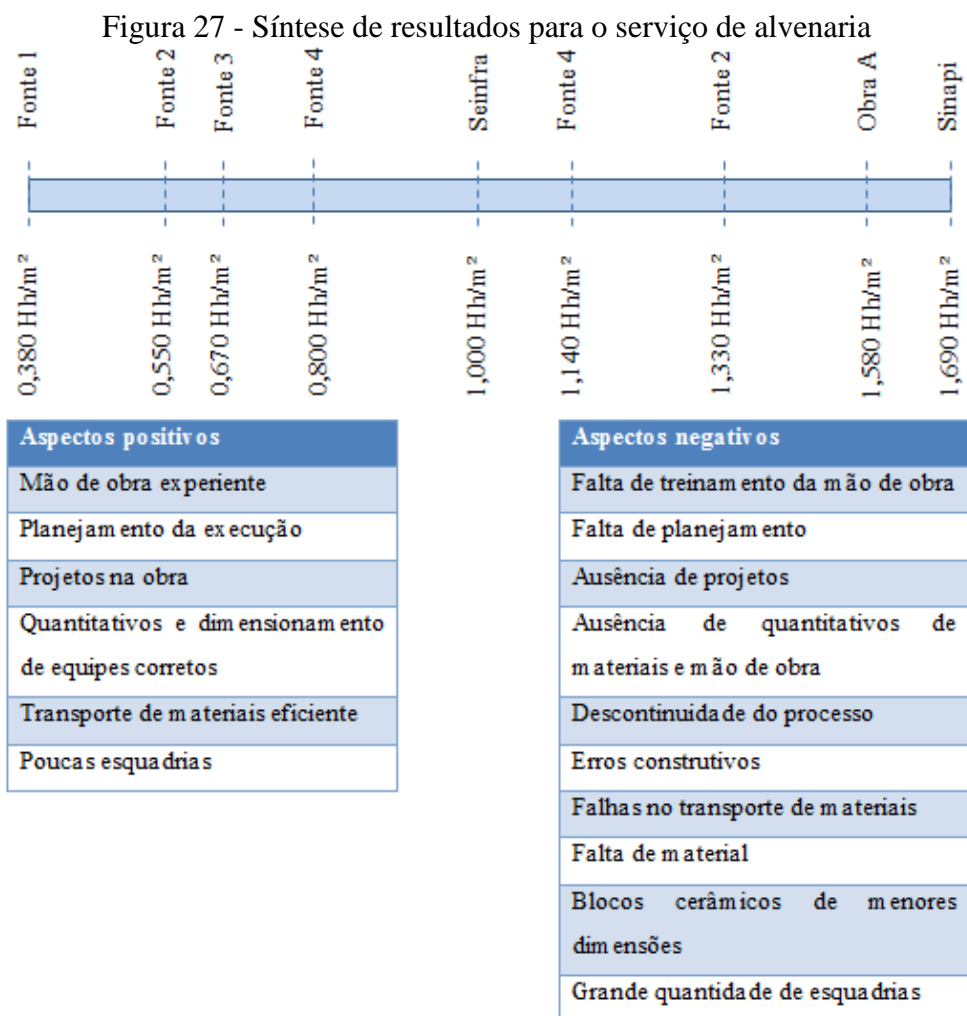 Figura 27 - Síntese de resultados para o serviço de alvenaria
Fonte 1
Fonte 2
Fonte 3
Fonte 4
Seinfra
Fonte 4
Fonte 2
Obra A
Sinapi
0,380 Hh/m²
0,550 Hh/m²
0,670 Hh/m²
0,800 Hh/m²
1,000 Hh/m²
1,140 Hh/m²
1,330 Hh/m²
1,580 Hh/m²
1,690 Hh/m²
Aspectos positivos
Mão de obra experiente
Planejamento da execução
Projetos na obra
Quantitativos e dimensionamento
de equipes corretos
Transporte de materiais eficiente
Poucas esquadrias
Aspectos negativos
Falta de treinamento da mão de obra
Falta de planejamento
Ausência de projetos
Ausência de quantitativos de
materiais e mão de obra
Descontinuidade do processo
Erros construtivos
Falhas no transporte de materiais
Falta de material
Blocos cerâmicos de menores
dimensões
Grande quantidade de esquadrias